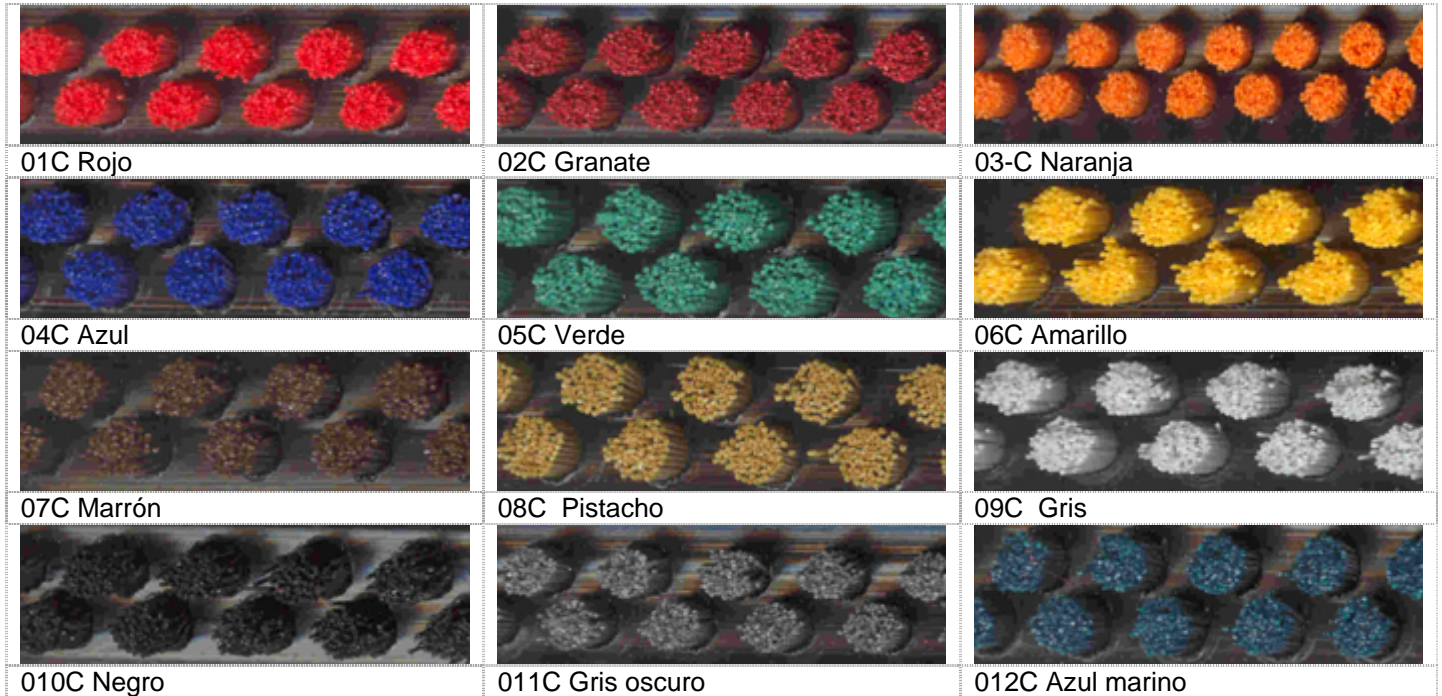 01C Rojo
02C Granate
03-C Naranja
04C Azul
05C Verde
06C Amarillo
07C Marrón
08C  Pistacho
09C  Gris
010C Negro
011C Gris oscuro
012C Azul marino